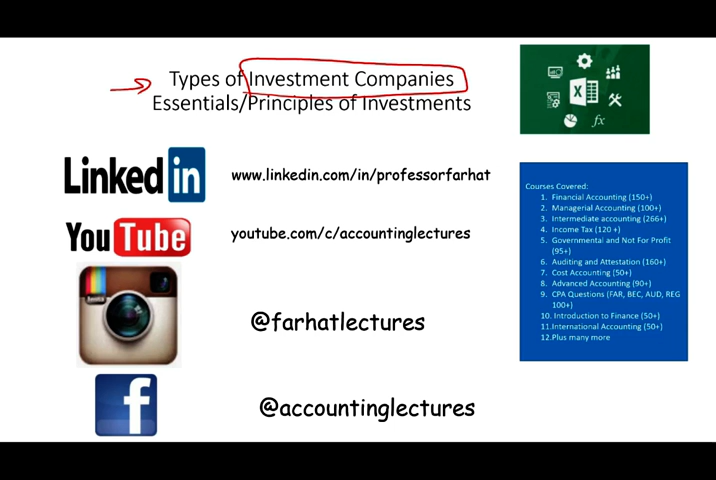 Types of Investment Companies
Essentials/Principles of Investments
Linked in
www.linkedin.com/in/professorfarhat
YouTube
youtube.com/c/accountinglectures
@farhatlectures
f
@accountinglectures
X
fx
Courses Covered:
1. Financial Accounting (150+)
2. Managerial Accounting (100+)
3. Intermediate accounting (266+)
4. Income Tax (120 +)
5. Governmental and Not For Profit
(95+)
6. Auditing and Attestation (160+)
7. Cost Accounting (50+)
8. Advanced Accounting (90+)
9. CPA Questions (FAR, BEC, AUD, REG
100+)
10. Introduction to Finance (50+)
11. International Accounting (50+)
12. Plus many more